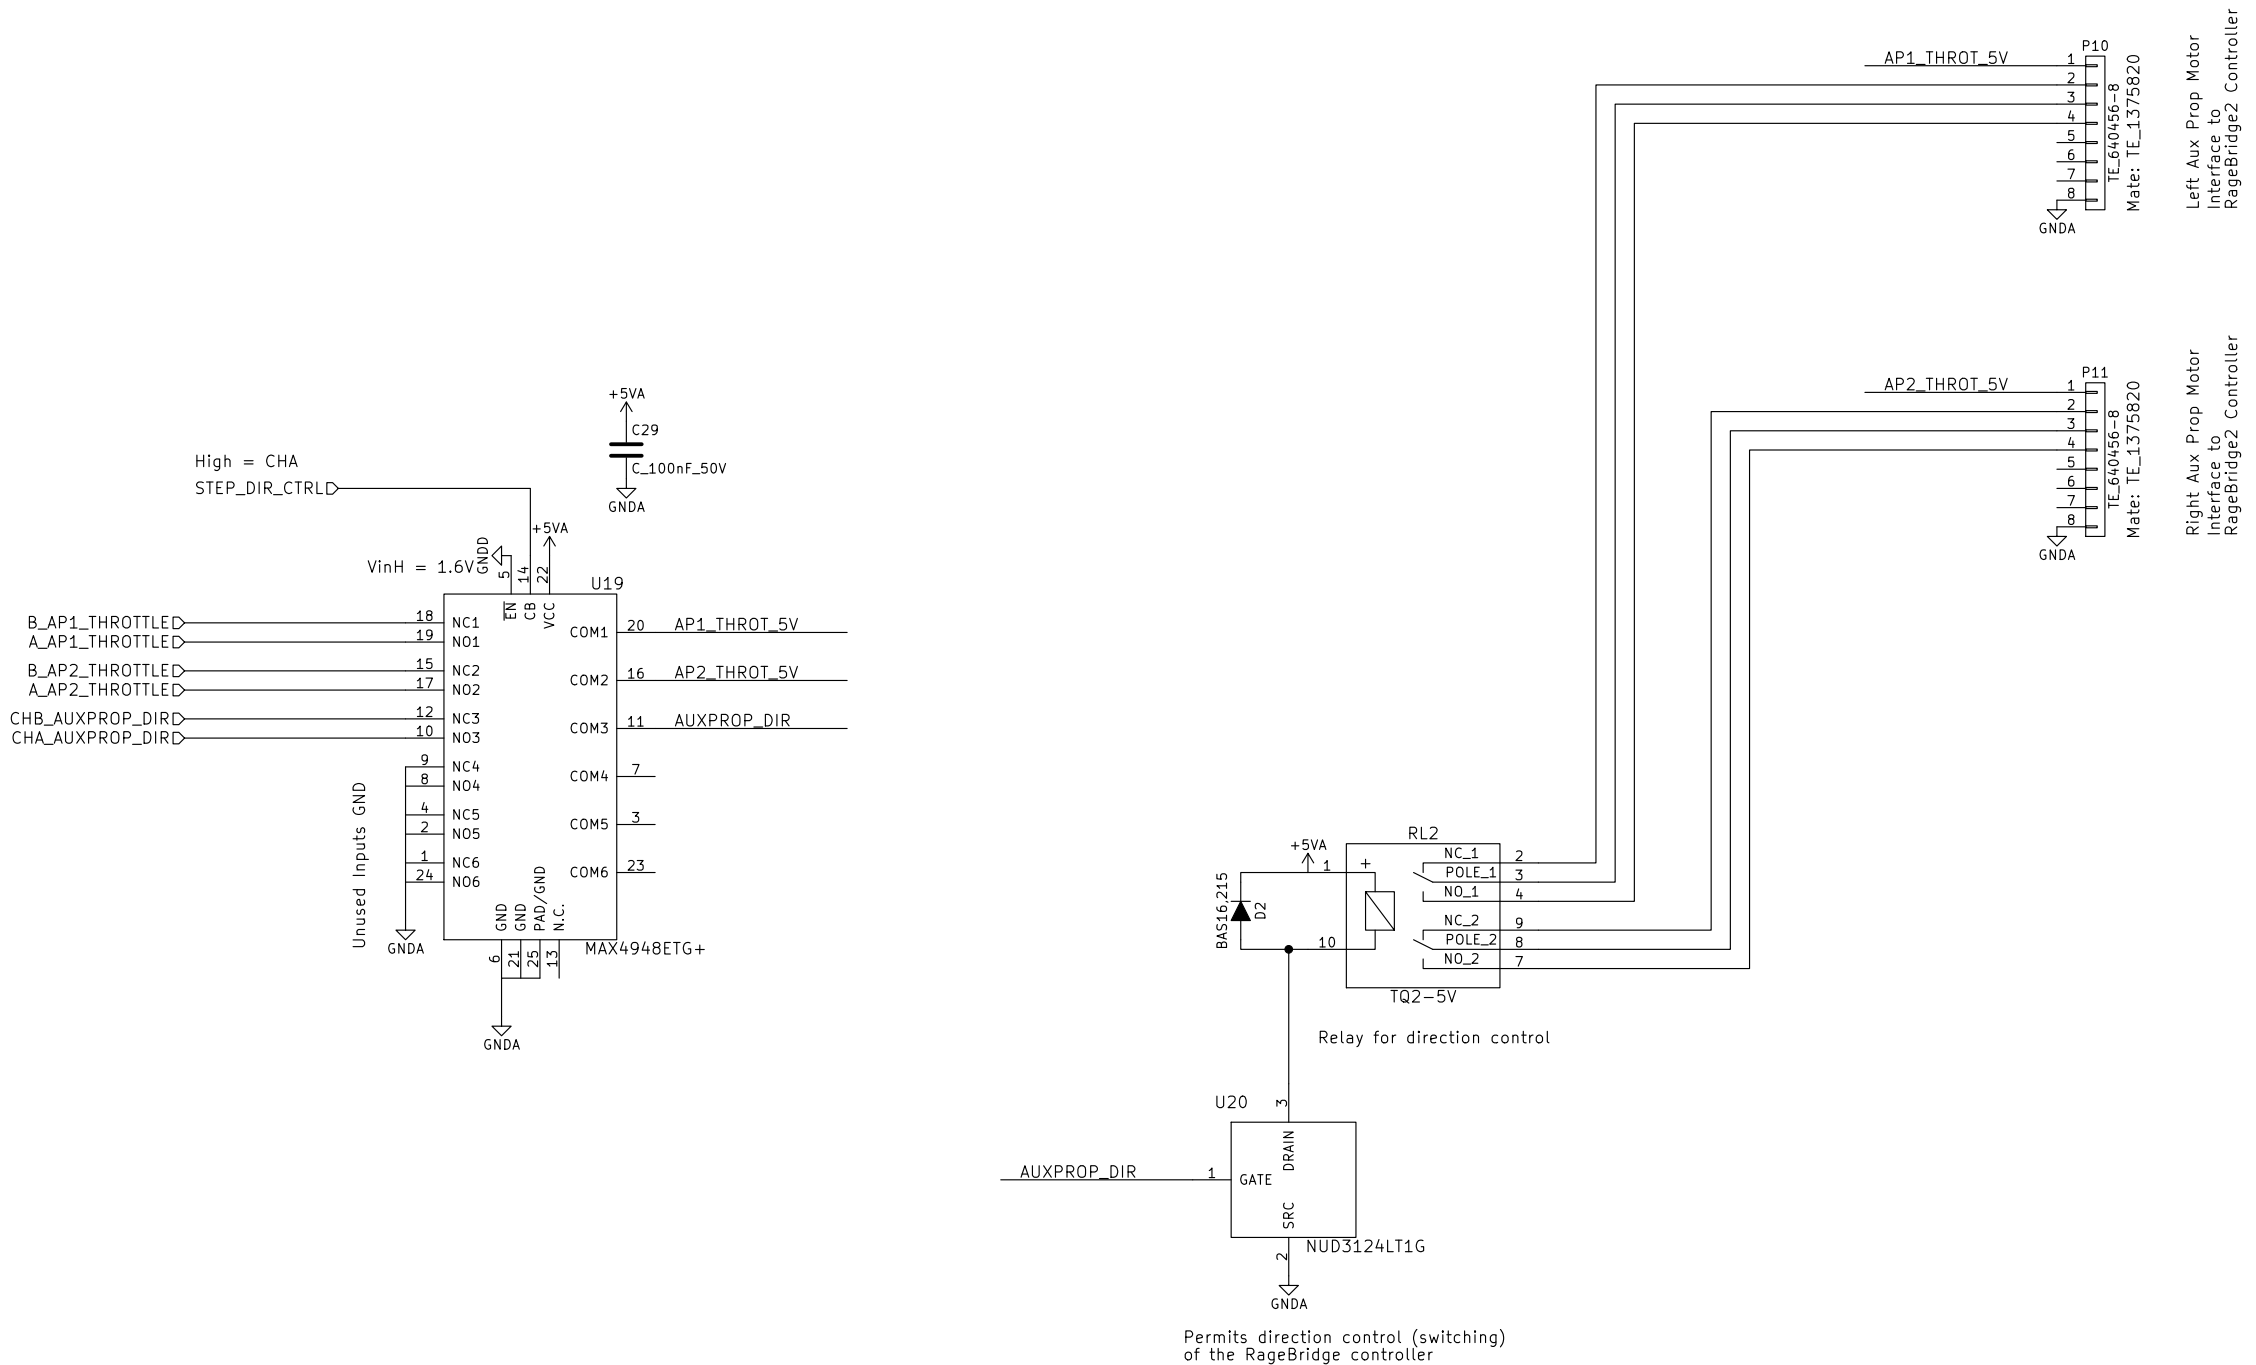 P10
AP1_THROT_5V
1
2
3
4
5
6
7
8
GNDA
TE_640456-8
Mate: TE_1375820
Left Aux Prop Motor
Interface to
RageBridge2 Controller
P11
AP2_THROT_5V
1
2
3
4
5
6
7
8
GNDA
TE_640456-8
Mate: TE_1375820
Right Aux Prop Motor
Interface to
RageBridge2 Controller
+5VA
C29
C_100nF_50V
GNDA
High = CHA
STEP_DIR_CTRL
+5VA
GNDD
VinH = 1.6V
5
14
22
U19
EN
CB
VCC
B_AP1_THROTTLE 18 NC1
A_AP1_THROTTLE 19 NO1
COM1 20 AP1_THROT_5V
B_AP2_THROTTLE 15 NC2
A_AP2_THROTTLE 17 NO2
COM2 16 AP2_THROT_5V
CHB_AUXPROP_DIR 12 NC3
CHA_AUXPROP_DIR 10 NO3
COM3 11 AUXPROP_DIR
9 NC4
8 NO4
COM4 7
4 NC5
2 NO5
COM5 3
1 NC6
24 NO6
COM6 23
Unused Inputs GND
GNDA
GND
GND
PAD/GND
N.C.
6
21
25
13
MAX4948ETG+
GNDA
RL2
+5VA
1
+
10
BAS16,215
D2
NC_1 2
POLE_1 3
NO_1 4
NC_2 9
POLE_2 8
NO_2 7
TQ2-5V
Relay for direction control
U20
3
DRAIN
AUXPROP_DIR 1 GATE
SRC
2
NUD3124LT1G
GNDA
Permits direction control (switching)
of the RageBridge controller